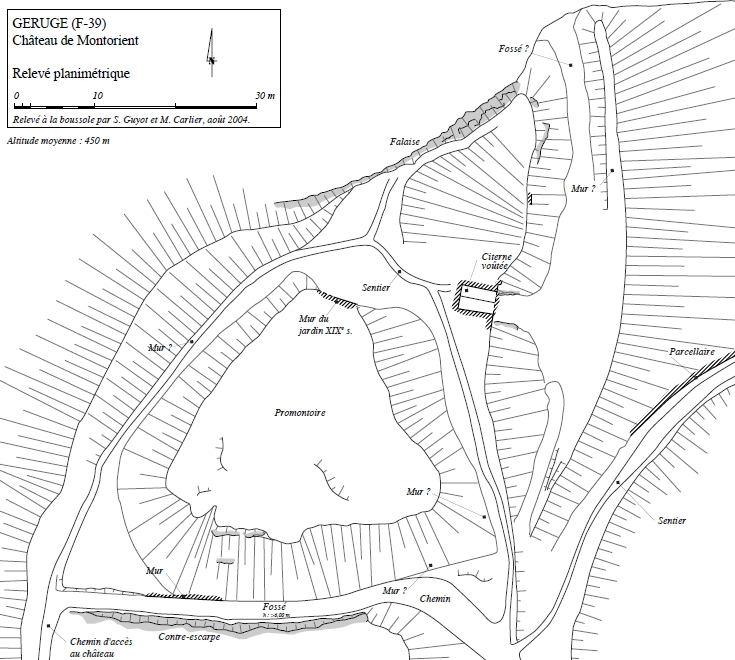 GERUGE (F-39)
Château de Montorient
N
Relevé planimétrique
0 10 30 m
Relevé à la boussole par S. Guyot et M. Carlier, août 2004.
Altitude moyenne : 450 m
Fossé ?
Falaise
Mur ?
Citerne
voûtée
Sentier
Mur du
jardin XIXe s.
Mur ?
Parcellaire
Promontoire
Mur ?
Sentier
Mur
Mur ?
Chemin
Fossé
Contre-escarpe
Chemin d'accès
au château